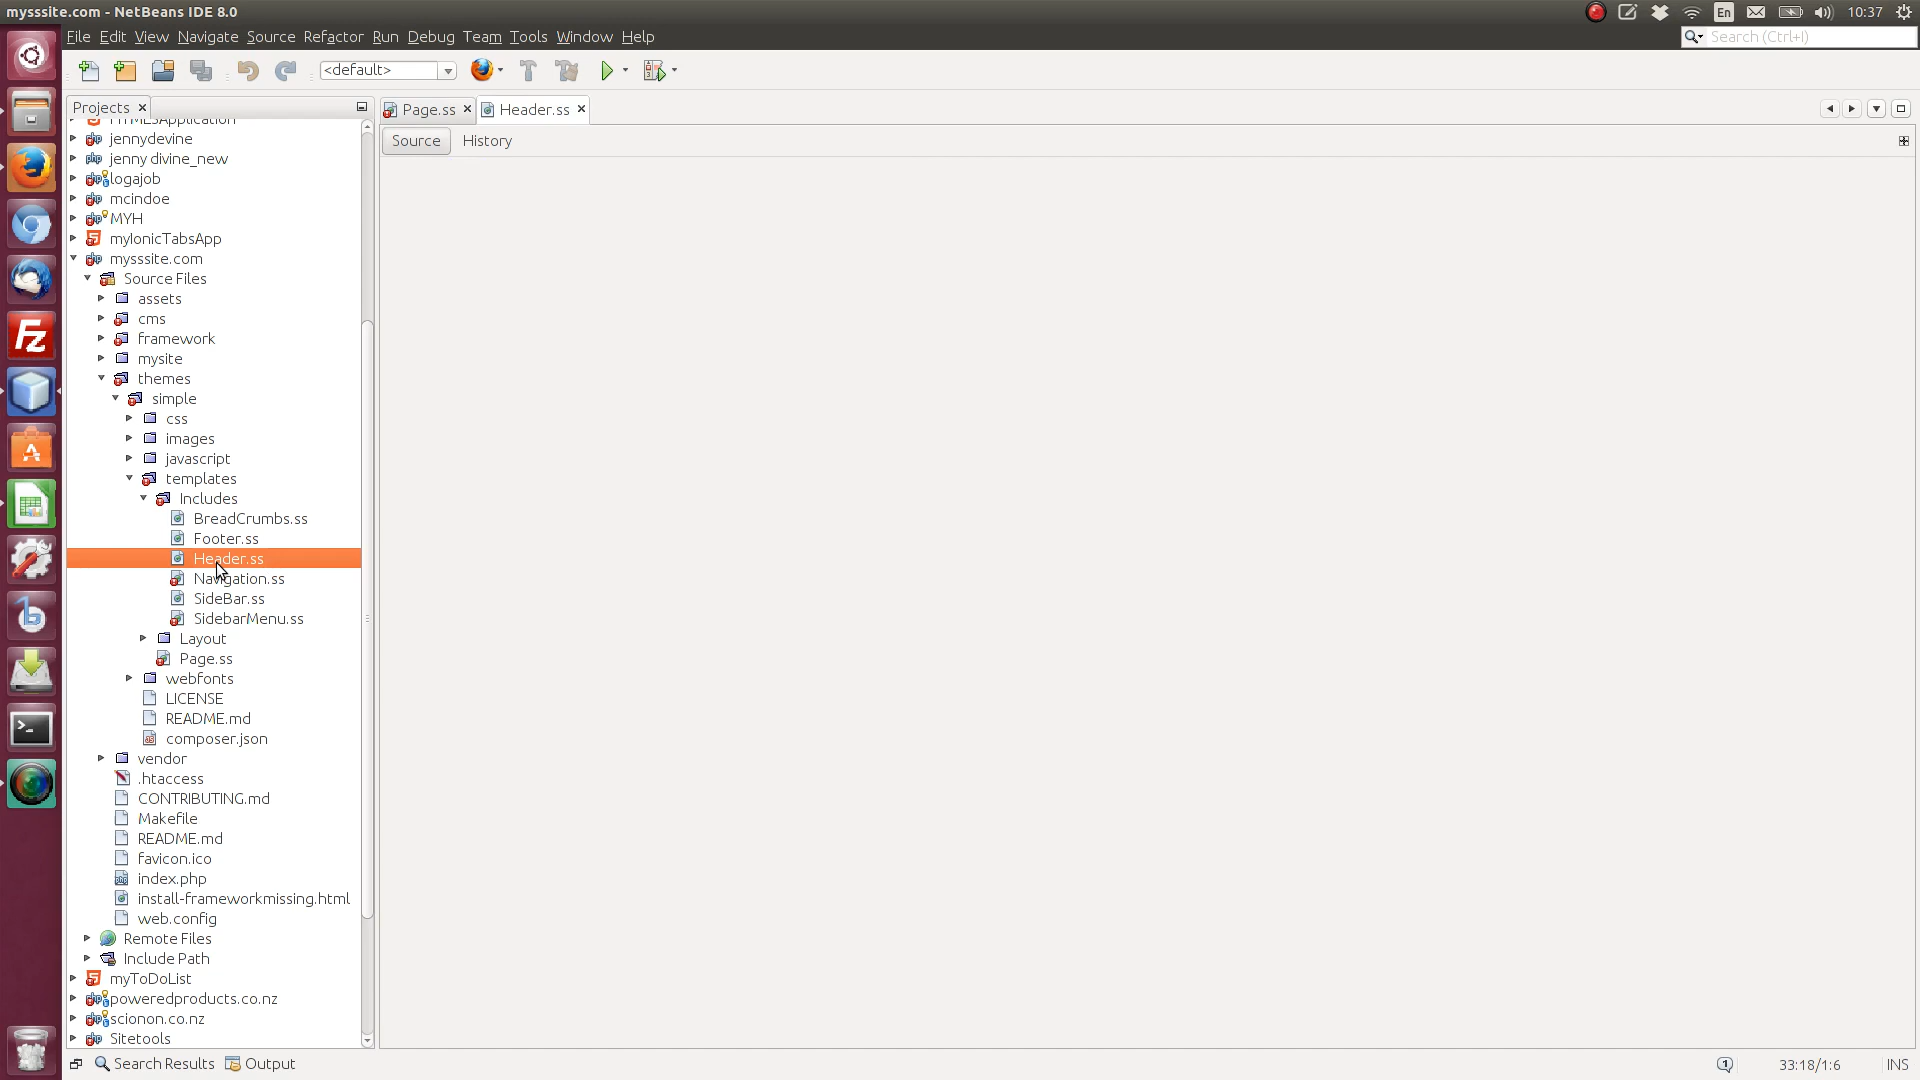 mysssite.com - NetBeans IDE 8.0
En
10:37
File Edit View Navigate Source Refactor Run Debug Team Tools Window Help
Search (Ctrl+I)
<default>
Projects
Page.ss
Header.ss
Source History
HTML5Application
jennydevine
jenny divine_new
logajob
mcindoe
MYH
myIonicTabsApp
mysssite.com
Source Files
assets
cms
framework
mysite
themes
simple
css
images
javascript
templates
Includes
BreadCrumbs.ss
Footer.ss
Header.ss
Navigation.ss
SideBar.ss
SidebarMenu.ss
Layout
Page.ss
webfonts
LICENSE
README.md
composer.json
vendor
.htaccess
CONTRIBUTING.md
Makefile
README.md
favicon.ico
index.php
install-frameworkmissing.html
web.config
Remote Files
Include Path
myToDoList
poweredproducts.co.nz
scionon.co.nz
Sitetools
Search Results Output
1
33:18/1:6
INS